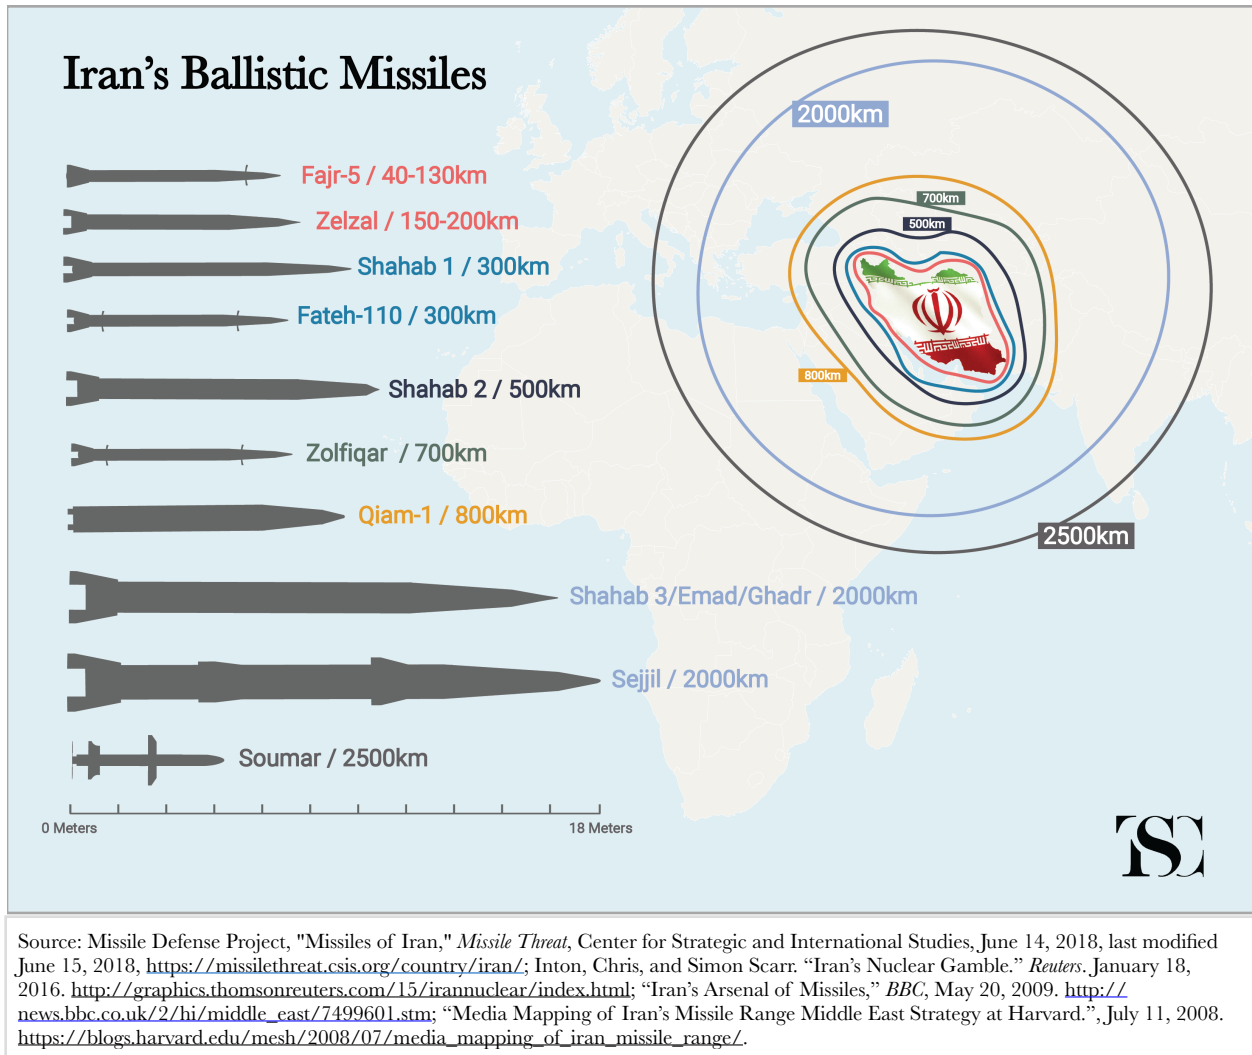 Iran's Ballistic Missiles
Fajr-5 / 40-130km
Zelzal / 150-200km
Shahab 1 / 300km
Fateh-110 / 300km
Shahab 2 / 500km
Zolfiqar / 700km
Qiam-1 / 800km
Shahab 3/Emad/Ghadr / 2000km
Sejjil / 2000km
Soumar / 2500km
0 Meters
18 Meters
2000km
700km
500km
800km
2500km
TSC
Source: Missile Defense Project, "Missiles of Iran," Missile Threat, Center for Strategic and International Studies, June 14, 2018, last modified
June 15, 2018, https://missilethreat.csis.org/country/iran/; Inton, Chris, and Simon Scarr. “Iran’s Nuclear Gamble.” Reuters. January 18,
2016. http://graphics.thomsonreuters.com/15/irannuclear/index.html; “Iran’s Arsenal of Missiles,” BBC, May 20, 2009. http://
news.bbc.co.uk/2/hi/middle_east/7499601.stm; “Media Mapping of Iran’s Missile Range Middle East Strategy at Harvard.”, July 11, 2008.
https://blogs.harvard.edu/mesh/2008/07/media_mapping_of_iran_missile_range/.